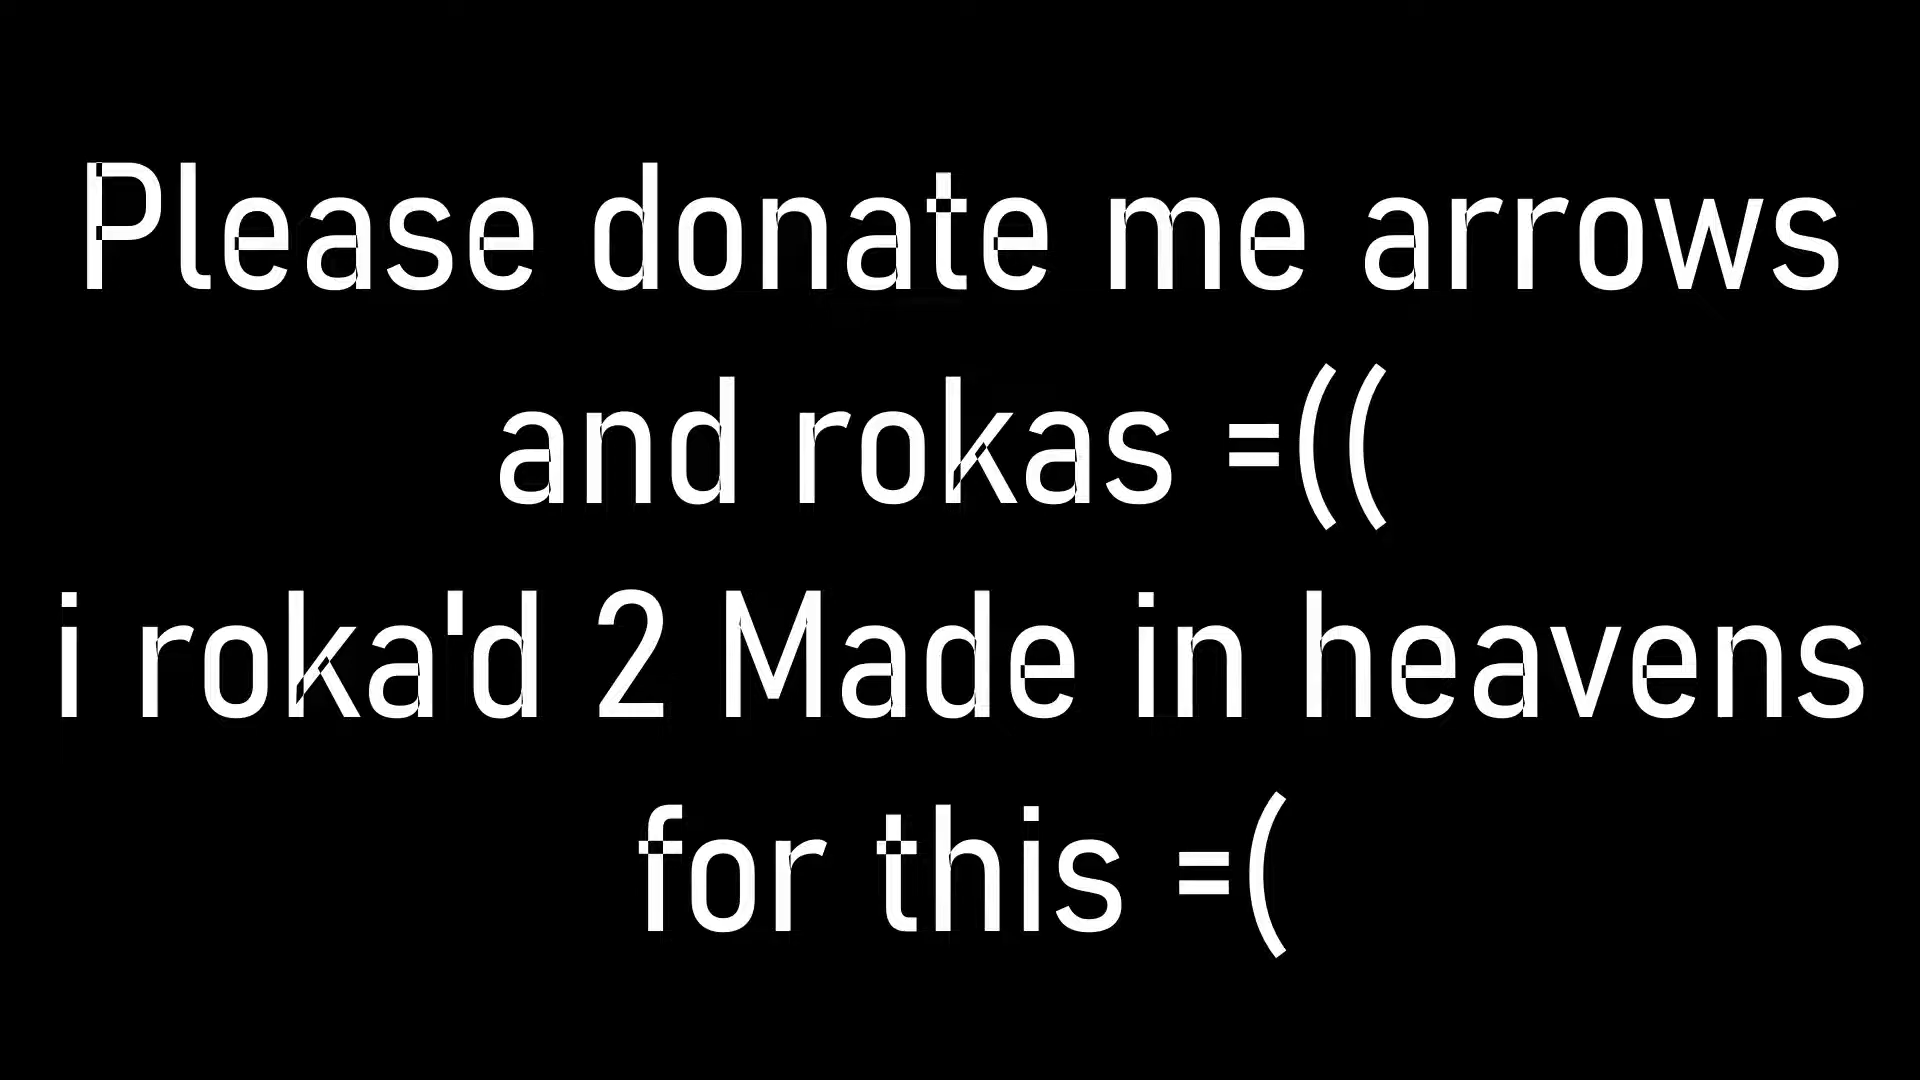 Please donate me arrows
and rokas =((
i roka'd 2 Made in heavens
for this =(